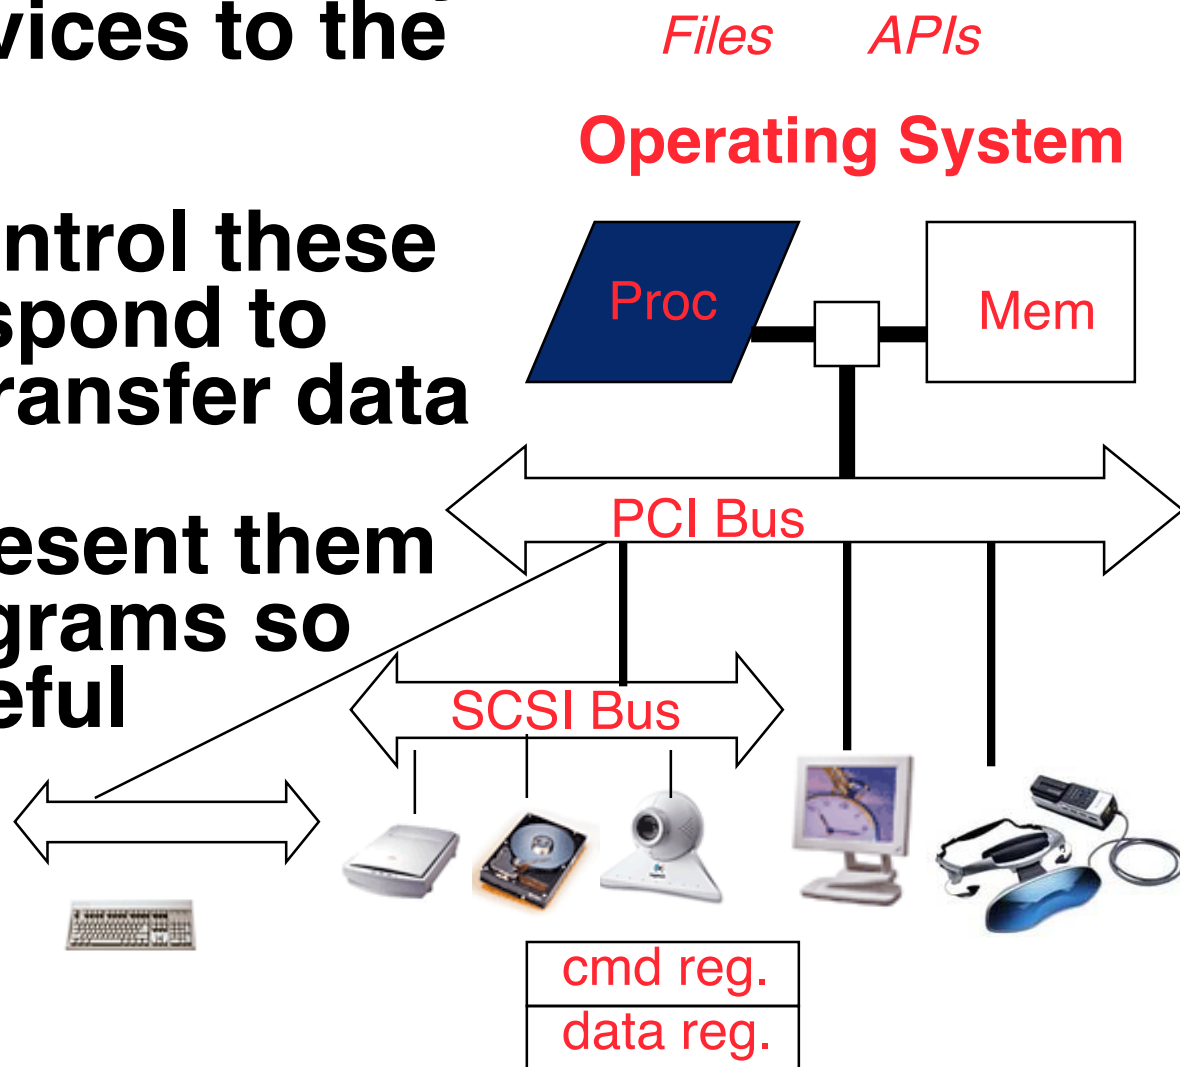 vices to the
ntrol these
spond to
ransfer data
esent them
grams so
eful
Files APIs
Operating System
Proc
Mem
PCI Bus
SCSI Bus
cmd reg.
data reg.